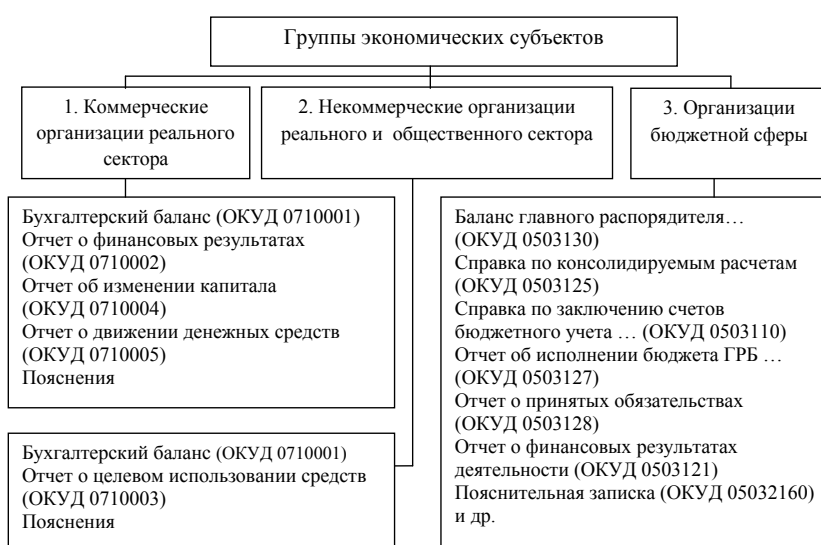 Группы экономических субъектов
1. Коммерческие
организации реального
сектора
2. Некоммерческие организации
реального и общественного сектора
3. Организации
бюджетной сферы
Бухгалтерский баланс (ОКУД 0710001)
Отчет о финансовых результатах
(ОКУД 0710002)
Отчет об изменении капитала
(ОКУД 0710004)
Отчет о движении денежных средств
(ОКУД 0710005)
Пояснения
Бухгалтерский баланс (ОКУД 0710001)
Отчет о целевом использовании средств
(ОКУД 0710003)
Пояснения
Баланс главного распорядителя…
(ОКУД 0503130)
Справка по консолидируемым расчетам
(ОКУД 0503125)
Справка по заключению счетов
бюджетного учета … (ОКУД 0503110)
Отчет об исполнении бюджета ГРБ …
(ОКУД 0503127)
Отчет о принятых обязательствах
(ОКУД 0503128)
Отчет о финансовых результатах
деятельности (ОКУД 0503121)
Пояснительная записка (ОКУД 05032160)
и др.